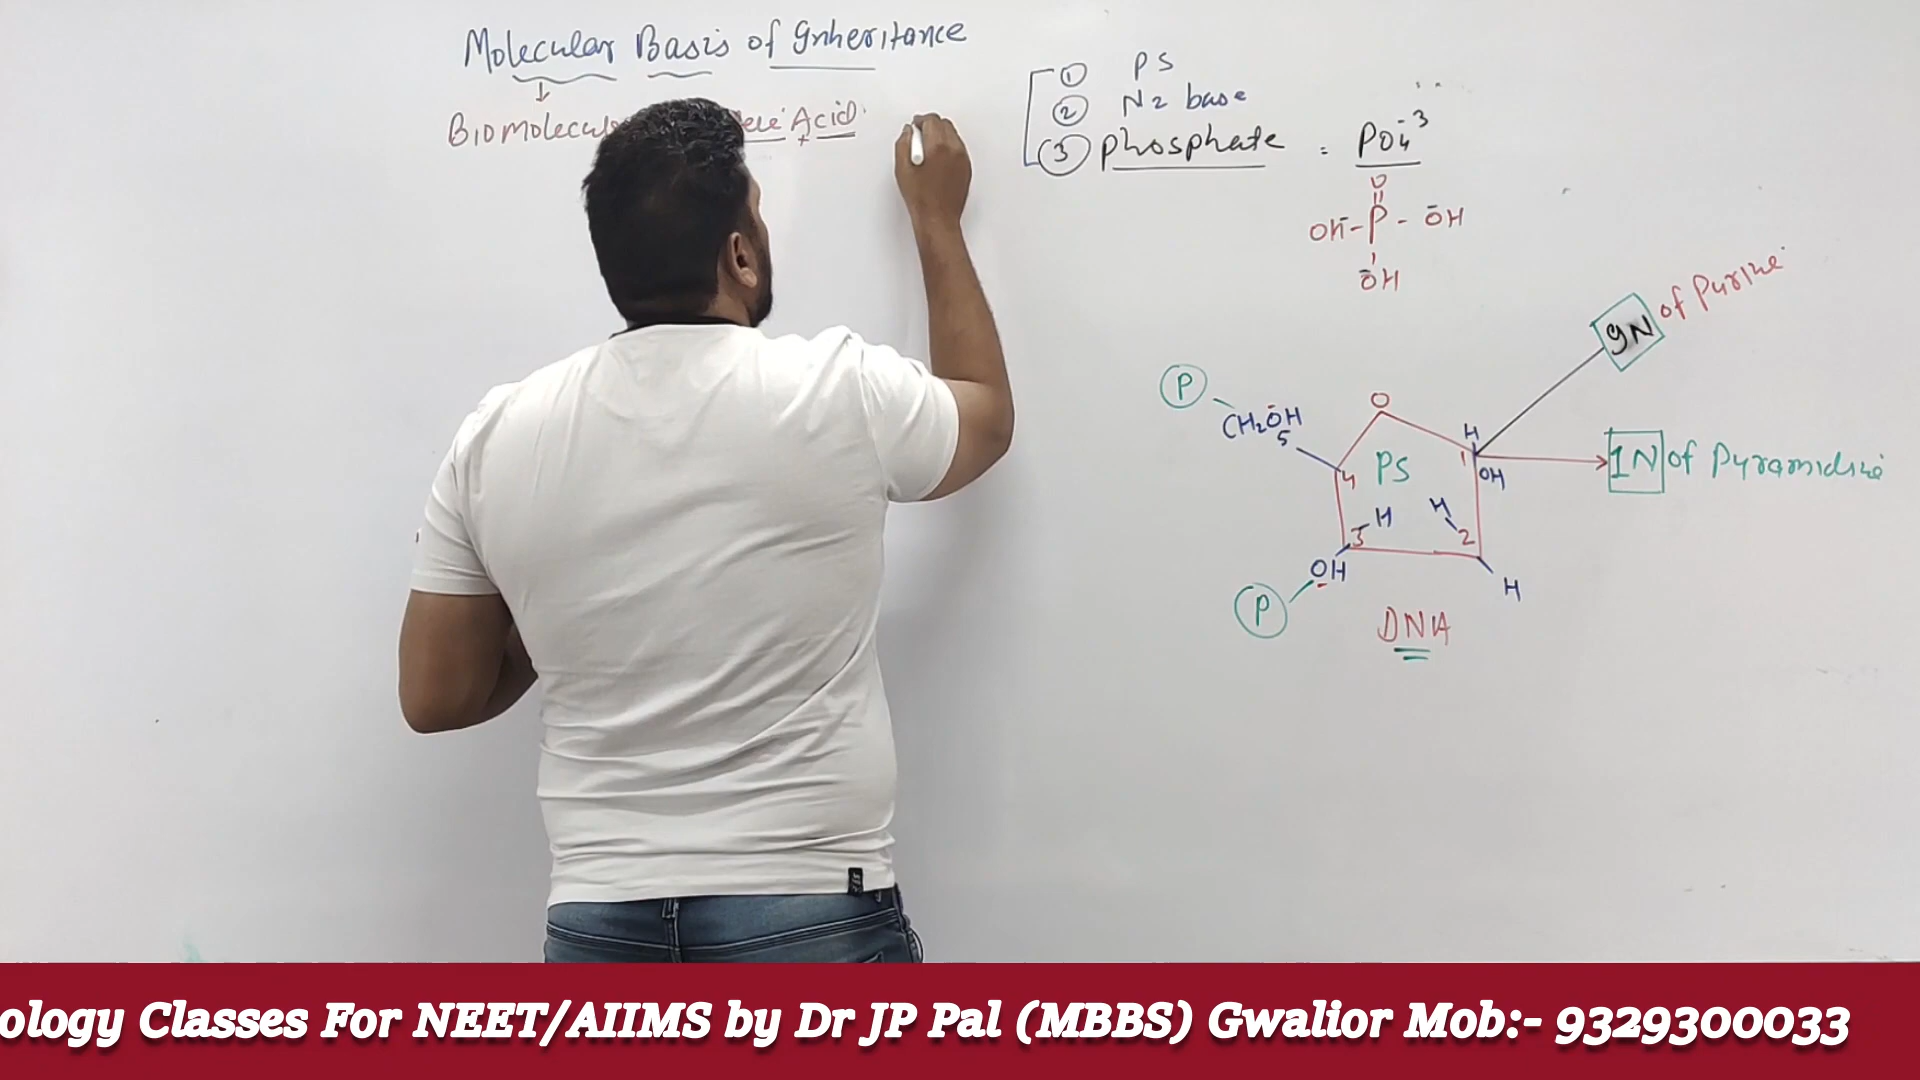 Molecular Basis of Inheritance
Biomolecul Acid
① PS
② N2 base
③ phosphate = PO4-3
O
OH-P-OH
OH
9N of Purine
P
CH2OH
5
O
H
1
OH
1N of Pyramidine
4
PS
H
3
H
2
OH
H
P
DNA
ology Classes For NEET/AIIMS by Dr JP Pal (MBBS) Gwalior Mob:- 9329300033